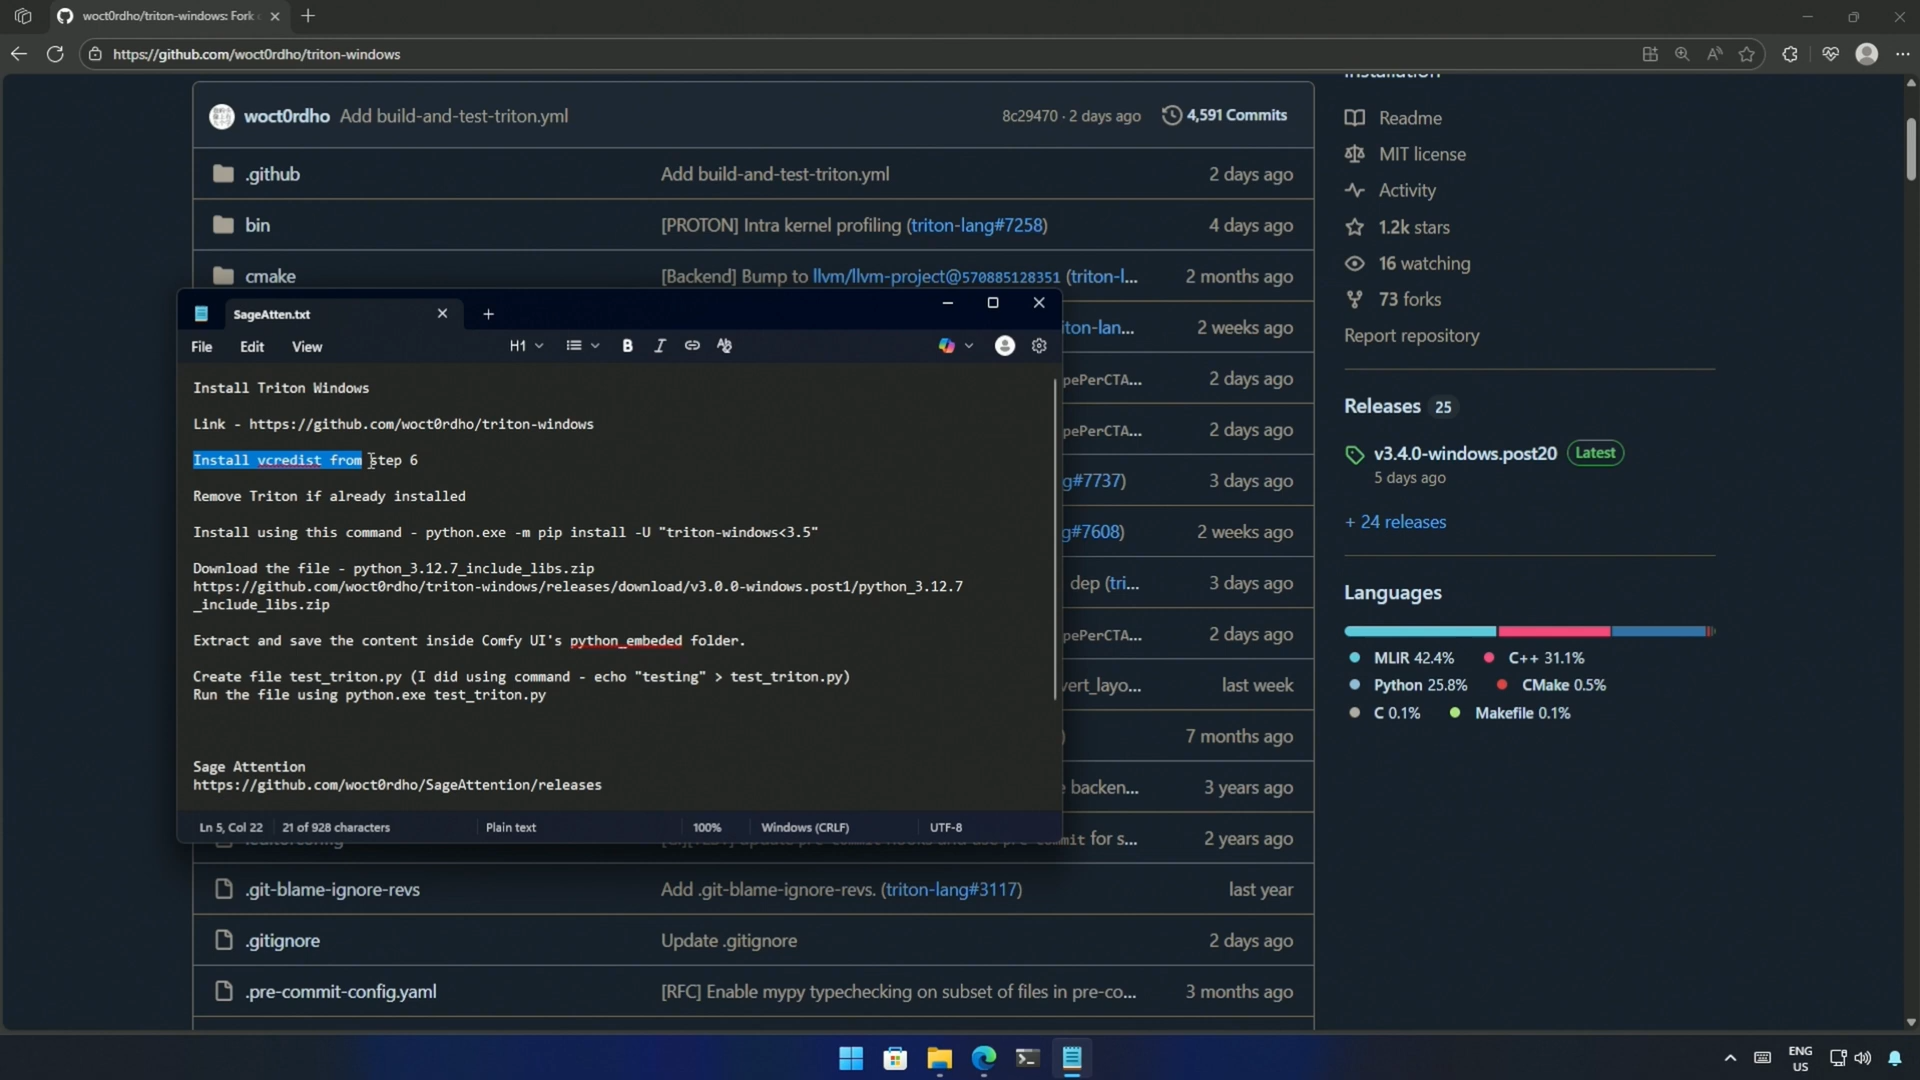 woct0rdho/triton-windows: Fork
https://github.com/woct0rdho/triton-windows
woct0rdho Add build-and-test-triton.yml 8c29470 · 2 days ago 4,591 Commits
.github Add build-and-test-triton.yml 2 days ago
bin [PROTON] Intra kernel profiling (triton-lang#7258) 4 days ago
cmake [Backend] Bump to llvm/llvm-project@570885128351 (triton-l... 2 months ago
iton-lan... 2 weeks ago
pePerCTA... 2 days ago
pePerCTA... 2 days ago
g#7737) 3 days ago
g#7608) 2 weeks ago
dep (tri... 3 days ago
pePerCTA... 2 days ago
vert_layo... last week
) 7 months ago
backen... 3 years ago
for s... 2 years ago
.git-blame-ignore-revs Add .git-blame-ignore-revs. (triton-lang#3117) last year
.gitignore Update .gitignore 2 days ago
.pre-commit-config.yaml [RFC] Enable mypy typechecking on subset of files in pre-co... 3 months ago
SageAtten.txt
File Edit View H1 B I
Install Triton Windows
Link - https://github.com/woct0rdho/triton-windows
Install vcredist from step 6
Remove Triton if already installed
Install using this command - python.exe -m pip install -U "triton-windows<3.5"
Download the file - python_3.12.7_include_libs.zip
https://github.com/woct0rdho/triton-windows/releases/download/v3.0.0-windows.post1/python_3.12.7
_include_libs.zip
Extract and save the content inside Comfy UI's python_embeded folder.
Create file test_triton.py (I did using command - echo "testing" > test_triton.py)
Run the file using python.exe test_triton.py
Sage Attention
https://github.com/woct0rdho/SageAttention/releases
Ln 5, Col 22 21 of 928 characters Plain text 100% Windows (CRLF) UTF-8
Installation
Readme
MIT license
Activity
1.2k stars
16 watching
73 forks
Report repository
Releases 25
v3.4.0-windows.post20 Latest
5 days ago
+ 24 releases
Languages
MLIR 42.4% C++ 31.1%
Python 25.8% CMake 0.5%
C 0.1% Makefile 0.1%
ENG
US